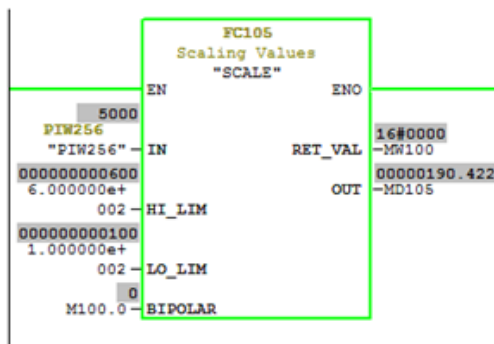 FC105
Scaling Values
"SCALE"
EN ENO
5000
PIW256 16#0000
"PIW256" IN RET_VAL MW100
000000000600 00000190.422
6.000000e+ OUT MD105
002 HI_LIM
000000000100
1.000000e+
002 LO_LIM
0
M100.0 BIPOLAR